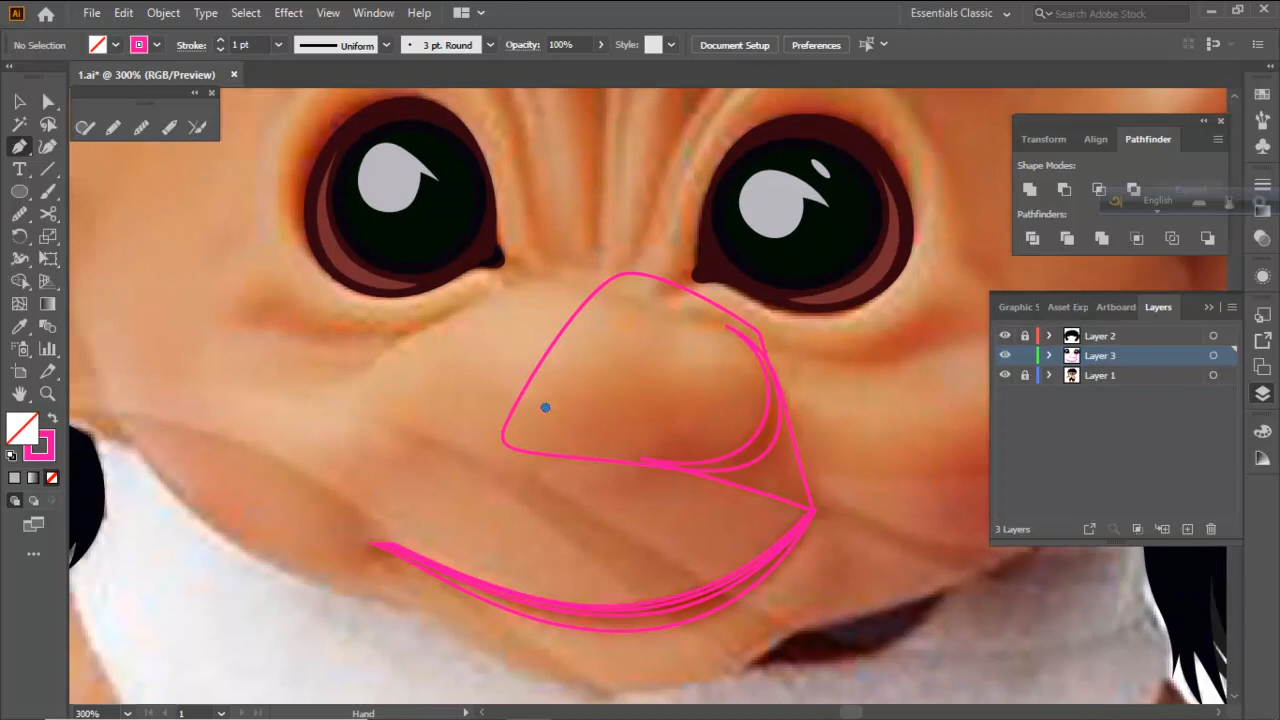 Ai File Edit Object Type Select Effect View Window Help Essentials Classic Search Adobe Stock
No Selection Stroke: 1 pt Uniform 3 pt. Round Opacity: 100% Style: Document Setup Preferences
1.ai* @ 300% (RGB/Preview)
Transform Align Pathfinder
Shape Modes:
English
Pathfinders:
Graphic S Asset Exp Artboard Layers
Layer 2
Layer 3
Layer 1
3 Layers
300% 1 Hand